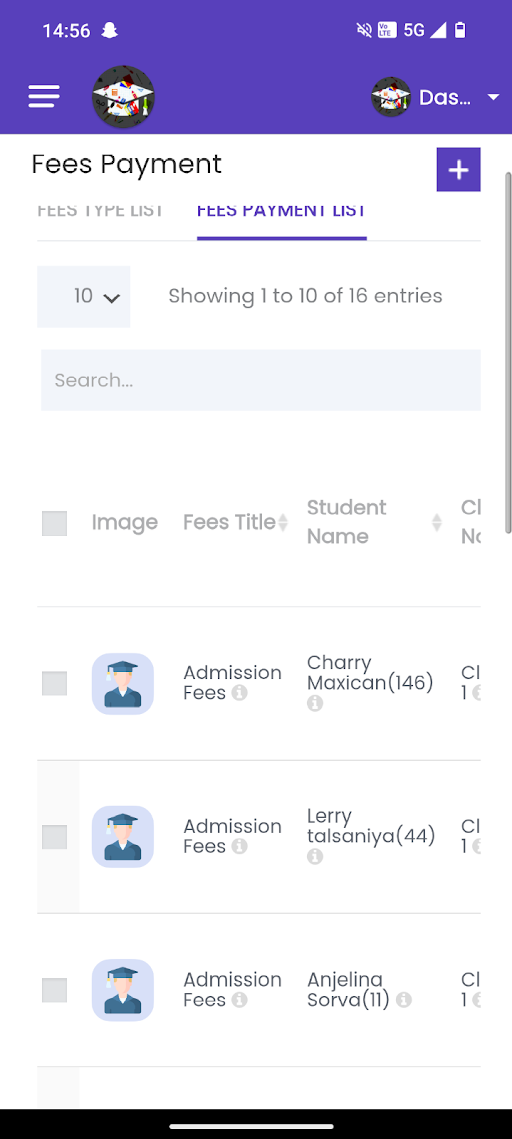 14:56
Vo LTE 5G
Das...
Fees Payment
FEES TYPE LIST FEES PAYMENT LIST
10 Showing 1 to 10 of 16 entries
Search...
Image Fees Title Student Name Cl
Admission Fees Charry Maxican(146) Cl 1
Admission Fees Lerry talsaniya(44) Cl 1
Admission Fees Anjelina Sorva(11) Cl 1